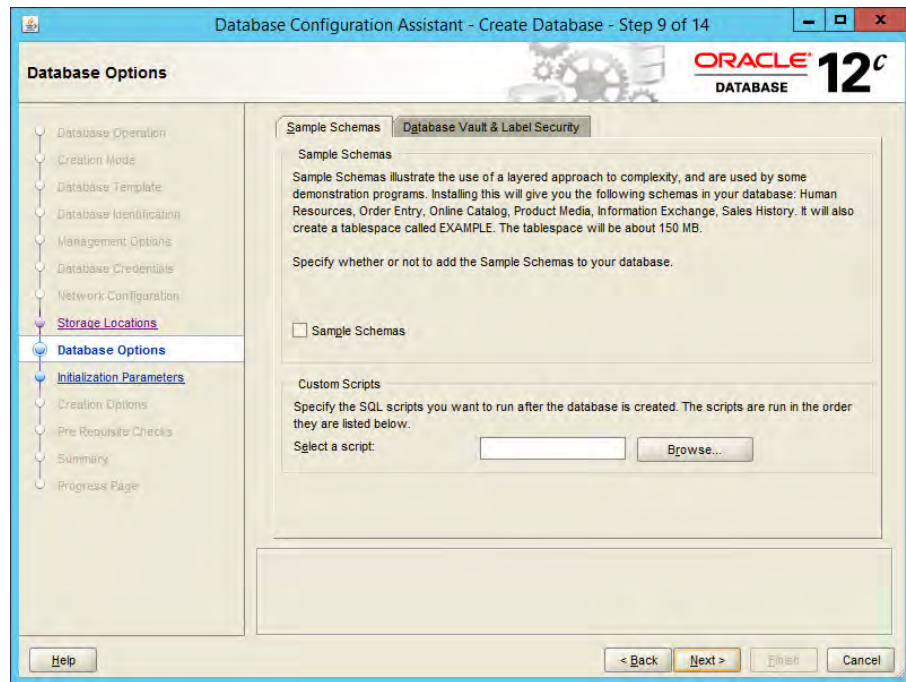 Database Configuration Assistant - Create Database - Step 9 of 14
Database Options
ORACLE
DATABASE
12c
Database Operation
Creation Mode
Database Template
Database Identification
Management Options
Database Credentials
Network Configuration
Storage Locations
Database Options
Initialization Parameters
Creation Options
Pre Requisite Checks
Summary
Progress Page
Sample Schemas
Database Vault & Label Security
Sample Schemas
Sample Schemas illustrate the use of a layered approach to complexity, and are used by some
demonstration programs. Installing this will give you the following schemas in your database: Human
Resources, Order Entry, Online Catalog, Product Media, Information Exchange, Sales History. It will also
create a tablespace called EXAMPLE. The tablespace will be about 150 MB.
Specify whether or not to add the Sample Schemas to your database.
Sample Schemas
Custom Scripts
Specify the SQL scripts you want to run after the database is created. The scripts are run in the order
they are listed below.
Select a script:
Browse...
Help
< Back
Next >
Finish
Cancel